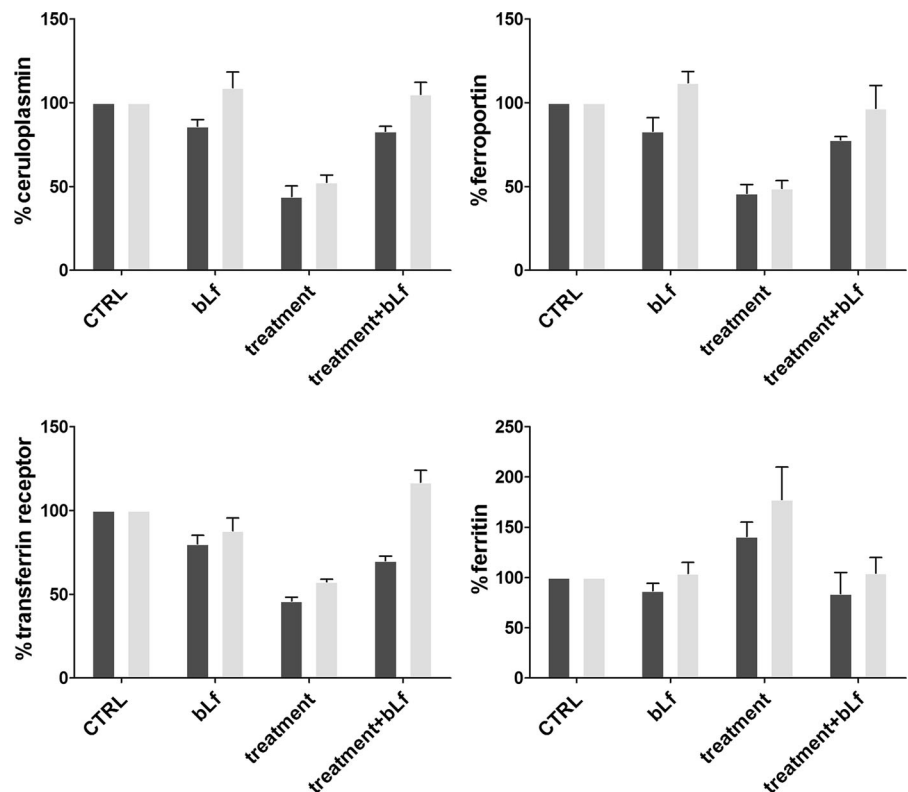 %ceruloplasmin
150
100
50
0
CTRL
bLf
treatment
treatment+bLf
%ferroportin
150
100
50
0
CTRL
bLf
treatment
treatment+bLf
%transferrin receptor
150
100
50
0
CTRL
bLf
treatment
treatment+bLf
%ferritin
250
200
150
100
50
0
CTRL
bLf
treatment
treatment+bLf